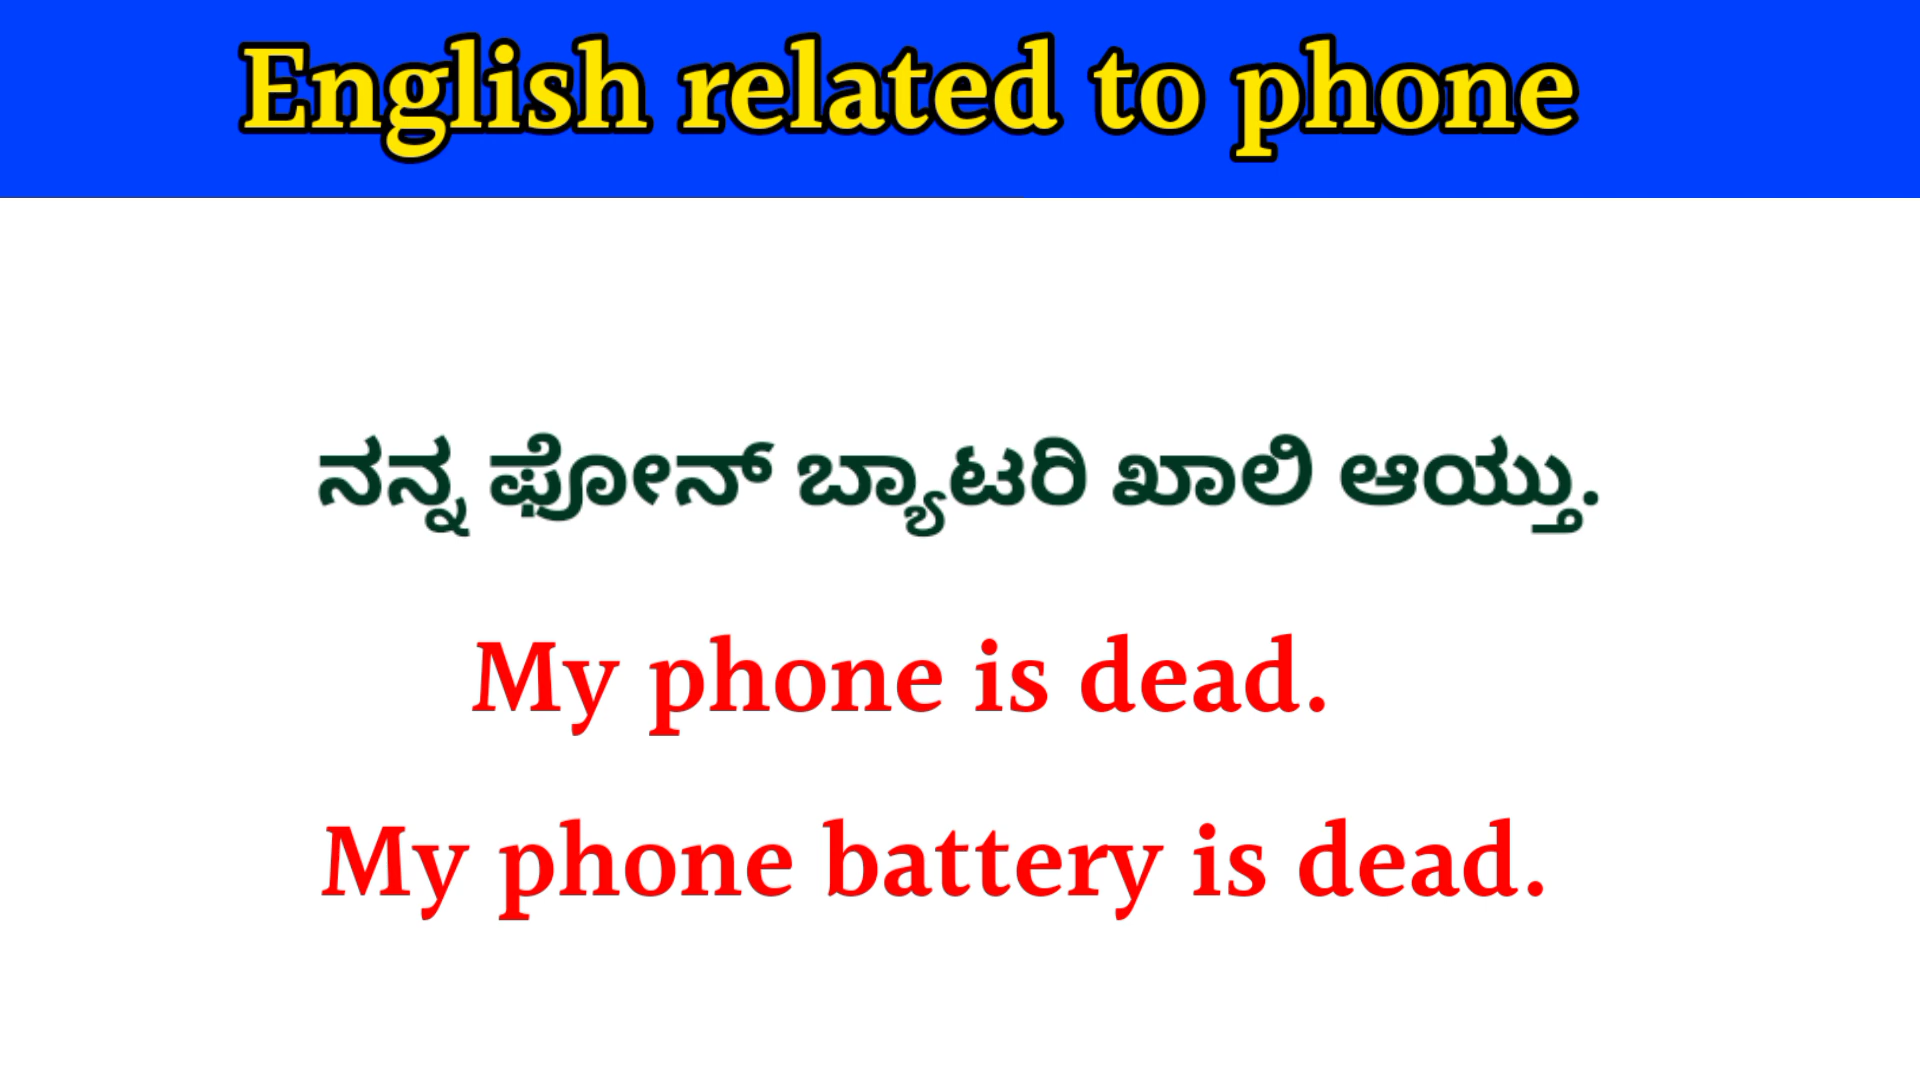 English related to phone
ನನ್ನ ಫೋನ್ ಬ್ಯಾಟರಿ ಖಾಲಿ ಆಯ್ತು.
My phone is dead.
My phone battery is dead.